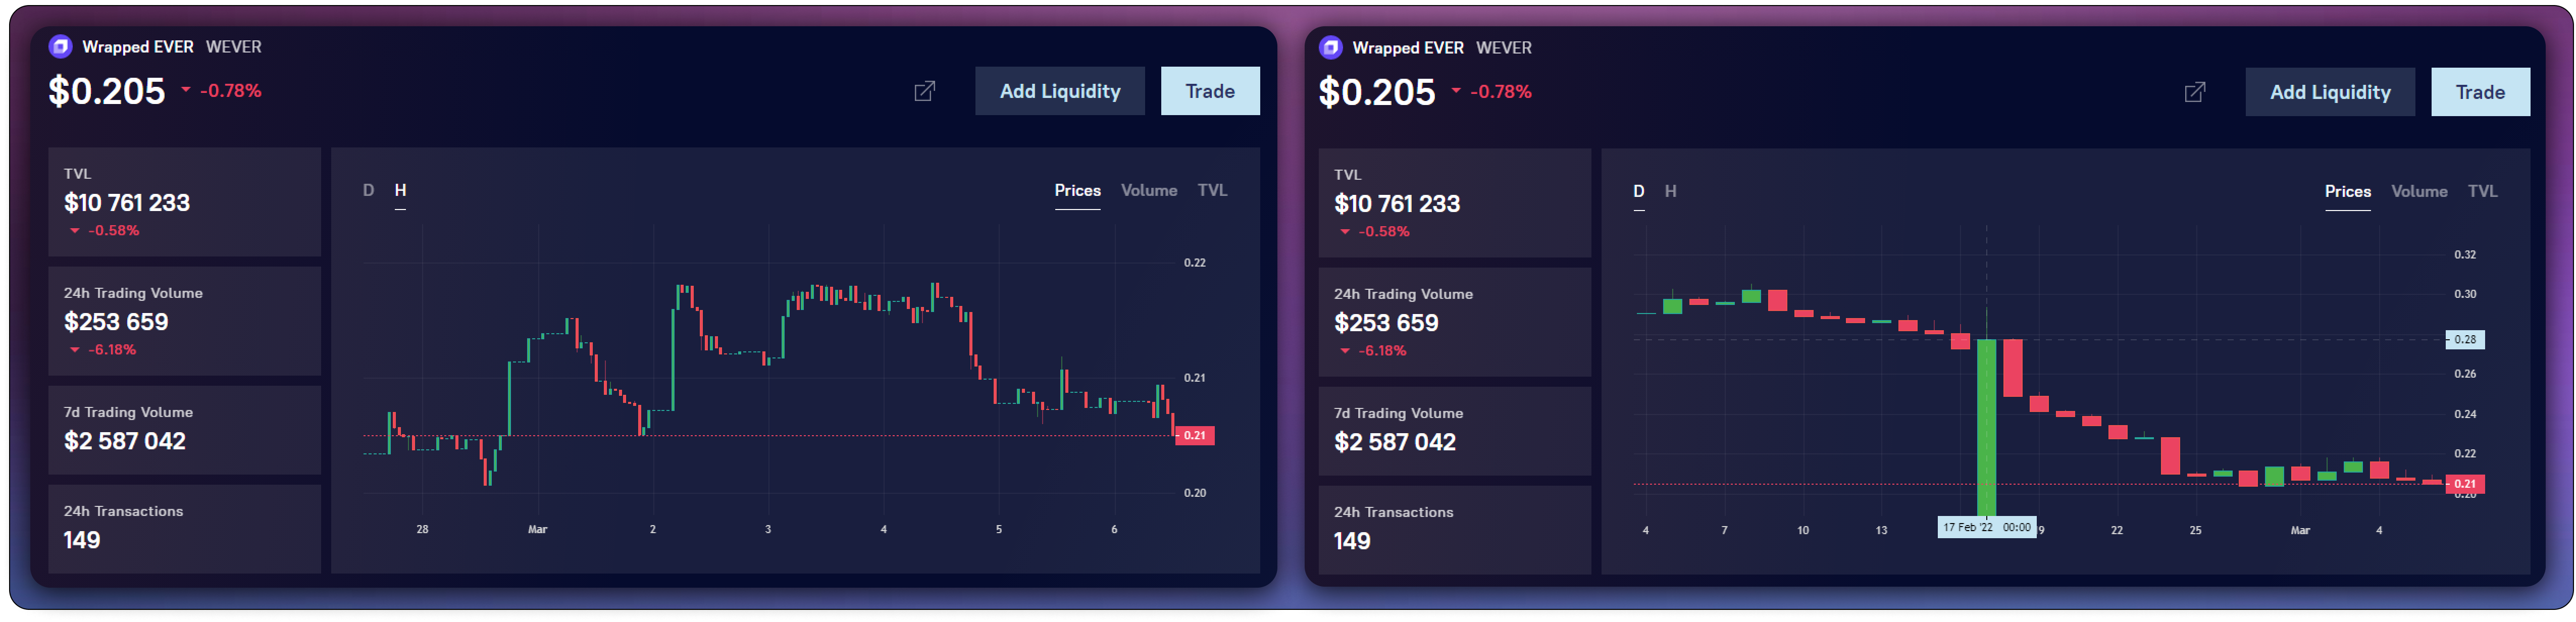 Wrapped EVER WEVER
$0.205 -0.78%
Add Liquidity
Trade
TVL
$10 761 233
-0.58%
24h Trading Volume
$253 659
-6.18%
7d Trading Volume
$2 587 042
24h Transactions
149
D H
Prices Volume TVL
0.22
0.21
0.21
0.20
28 Mar 2 3 4 5 6
Wrapped EVER WEVER
$0.205 -0.78%
Add Liquidity
Trade
TVL
$10 761 233
-0.58%
24h Trading Volume
$253 659
-6.18%
7d Trading Volume
$2 587 042
24h Transactions
149
D H
Prices Volume TVL
0.32
0.30
0.28
0.26
0.24
0.22
0.21
0.20
4 7 10 13 17 Feb '22 00:00 9 22 25 Mar 4